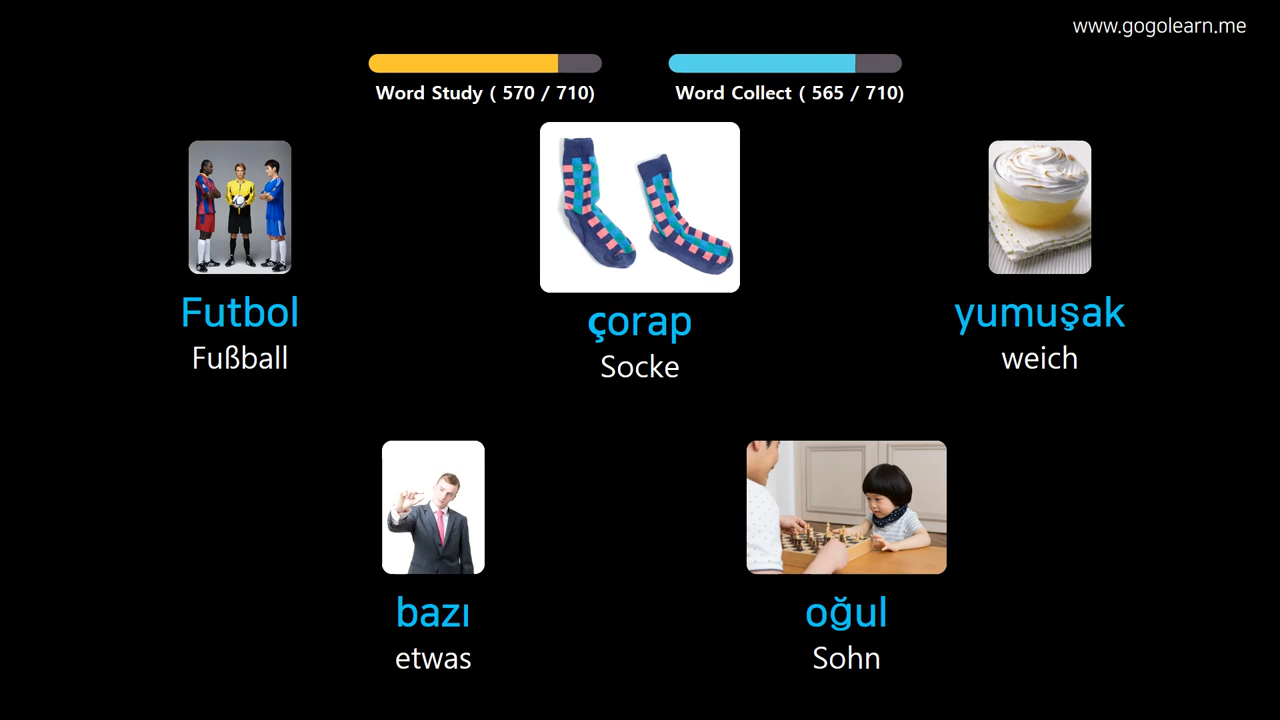 www.gogolearn.me
Word Study ( 570 / 710)
Word Collect ( 565 / 710)
Futbol
Fußball
çorap
Socke
yumuşak
weich
bazı
etwas
oğul
Sohn